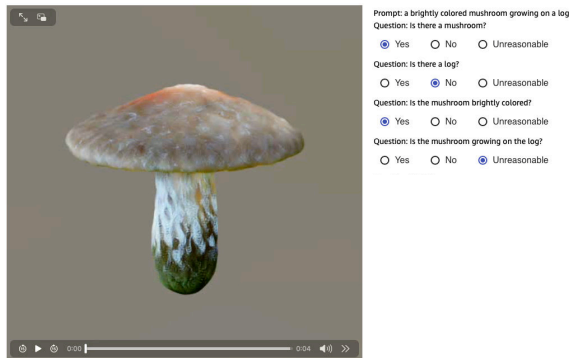 Prompt: a brightly colored mushroom growing on a log
Question: Is there a mushroom?
Yes No Unreasonable
Question: Is there a log?
Yes No Unreasonable
Question: Is the mushroom brightly colored?
Yes No Unreasonable
Question: Is the mushroom growing on the log?
Yes No Unreasonable
0:00 0:04